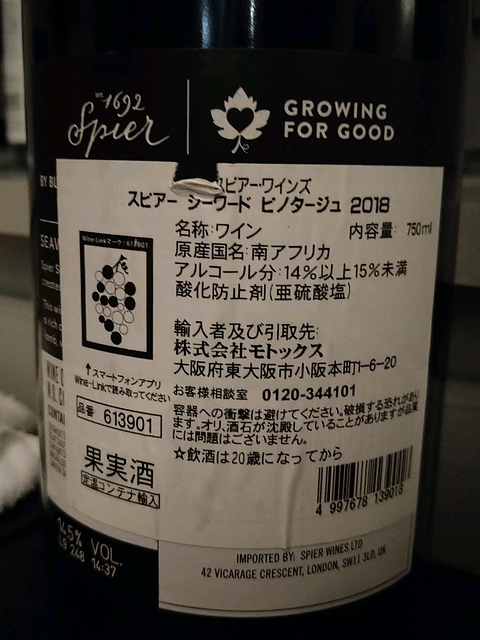 est. 1692
Spier
GROWING
FOR GOOD
スピアー・ワインズ
スピアー シーワード ピノタージュ 2018
名称:ワイン 内容量:750ml
原産国名:南アフリカ
アルコール分:14%以上15%未満
酸化防止剤(亜硫酸塩)
輸入者及び引取先:
株式会社モトックス
大阪府東大阪市小阪本町1-6-20
お客様相談室 0120-344101
容器への衝撃は避けてください。破損する恐れがあり
ます。オリ、酒石が沈殿していることがありますが品質
には問題はございません。
☆飲酒は20歳になってから
4 997678 139018
Wine-Linkマーク:613901
↑スマートフォンアプリ
Wine-Linkで読み取ってください
品番 613901
果実酒
定温コンテナ輸入
BY
SEAV
Spier
WINE
W.O.
14.5% VOL.
L9 248 14:37
IMPORTED BY: SPIER WINES LTD
42 VICARAGE CRESCENT, LONDON, SW11 3LD, UK